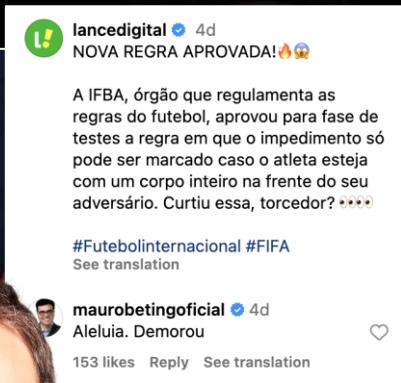 lancedigital 4d
NOVA REGRA APROVADA!🔥😱
A IFBA, órgão que regulamenta as
regras do futebol, aprovou para fase de
testes a regra em que o impedimento só
pode ser marcado caso o atleta esteja
com um corpo inteiro na frente do seu
adversário. Curtiu essa, torcedor? 👀👀
#Futebolinternacional #FIFA
See translation
maurobetingoficial 4d
Aleluia. Demorou
153 likes Reply See translation